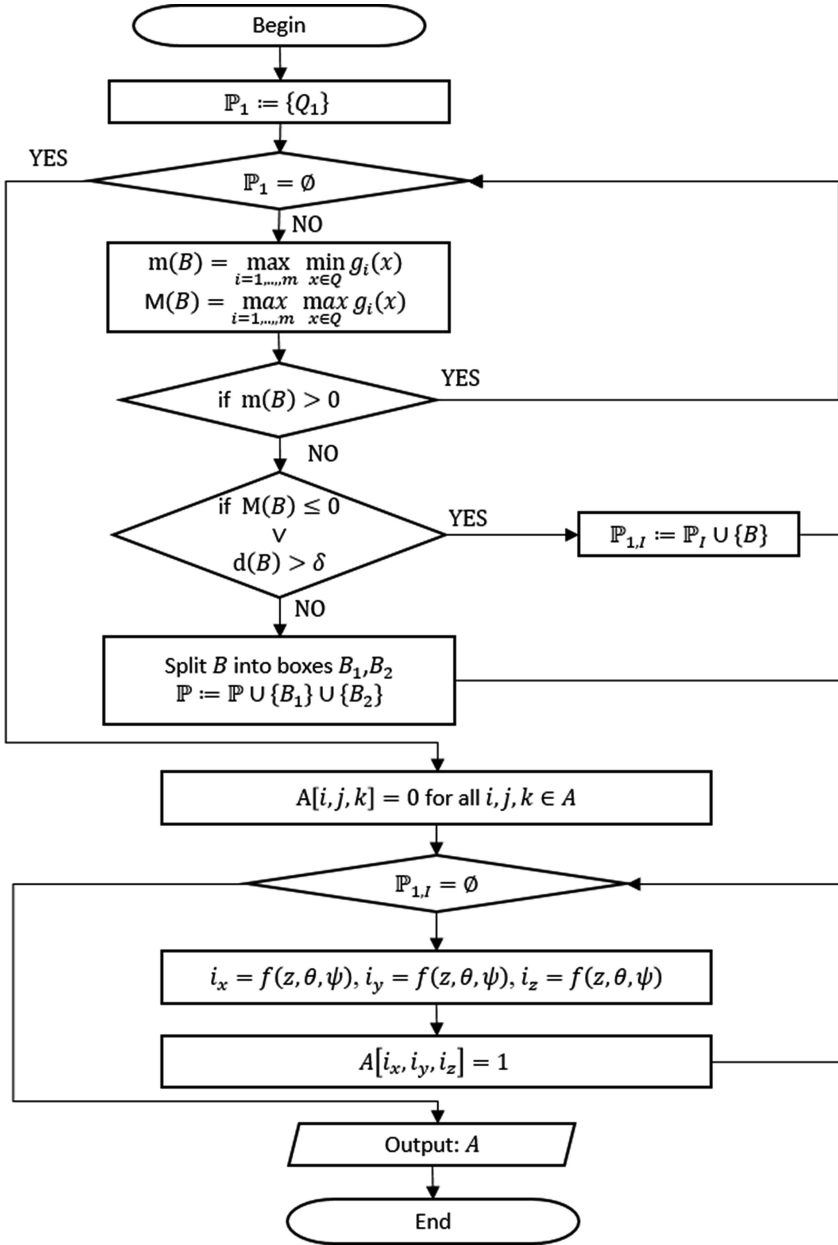 Begin
ℙ₁ ≔ {Q₁}
YES
ℙ₁ = ∅
NO
m(B) = max_{i=1,..,,m} min_{x∈Q} gᵢ(x)
M(B) = max_{i=1,..,,m} max_{x∈Q} gᵢ(x)
if m(B) > 0
YES
NO
if M(B) ≤ 0
∨
d(B) > δ
YES
ℙ_{1,I} ≔ ℙ_I ∪ {B}
NO
Split B into boxes B₁,B₂
ℙ ≔ ℙ ∪ {B₁} ∪ {B₂}
A[i, j, k] = 0 for all i, j, k ∈ A
ℙ_{1,I} = ∅
i_x = f(z, θ, ψ), i_y = f(z, θ, ψ), i_z = f(z, θ, ψ)
A[i_x, i_y, i_z] = 1
Output: A
End